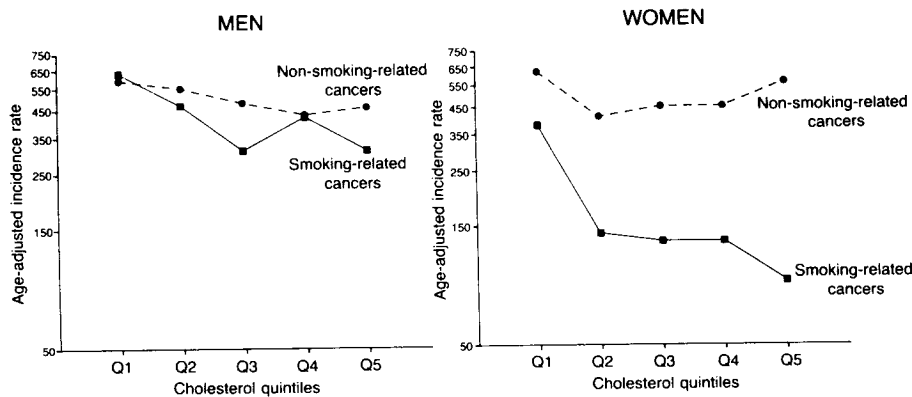 MEN
Age-adjusted incidence rate
750
650
550
450
350
250
150
50
Non-smoking-related
cancers
Smoking-related
cancers
Q1 Q2 Q3 Q4 Q5
Cholesterol quintiles
WOMEN
Age-adjusted incidence rate
750
650
550
450
350
250
150
50
Non-smoking-related
cancers
Smoking-related
cancers
Q1 Q2 Q3 Q4 Q5
Cholesterol quintiles